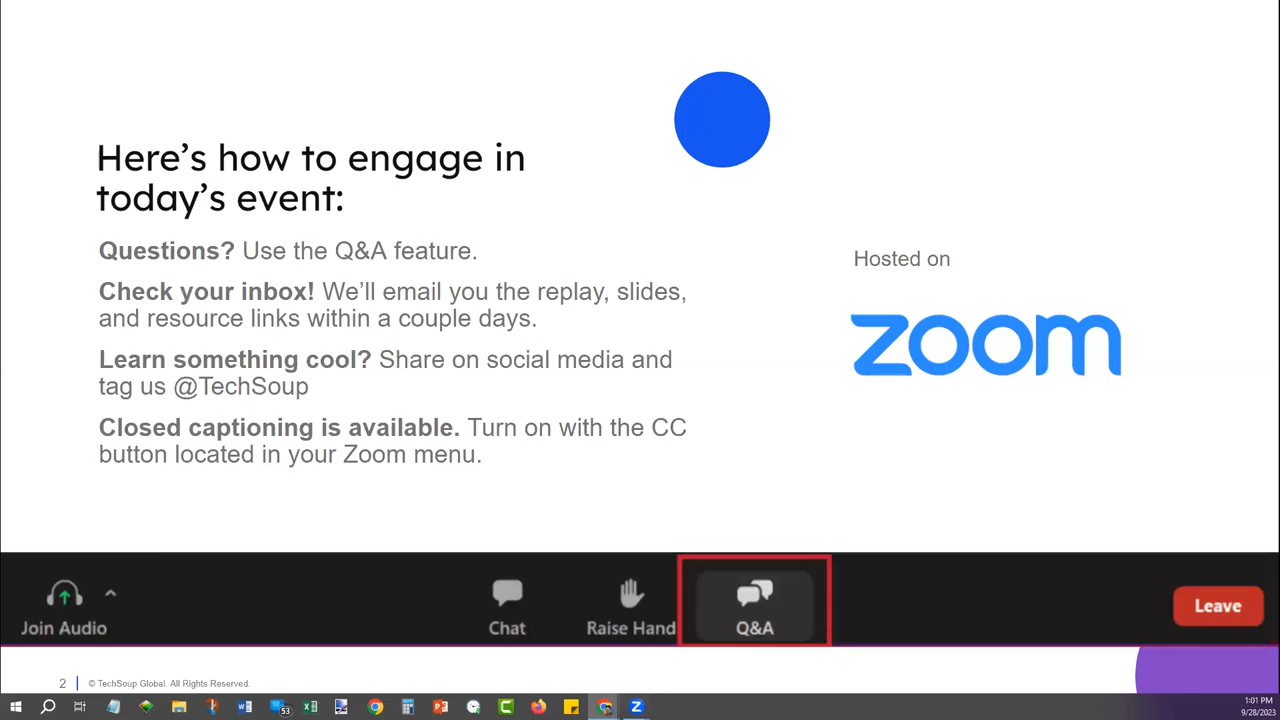 Here's how to engage in
today's event:
Questions? Use the Q&A feature.
Check your inbox! We'll email you the replay, slides,
and resource links within a couple days.
Learn something cool? Share on social media and
tag us @TechSoup
Closed captioning is available. Turn on with the CC
button located in your Zoom menu.
Hosted on
zoom
Join Audio
Chat
Raise Hand
Q&A
Leave
2
© TechSoup Global. All Rights Reserved.
53
1:01 PM
9/28/2023